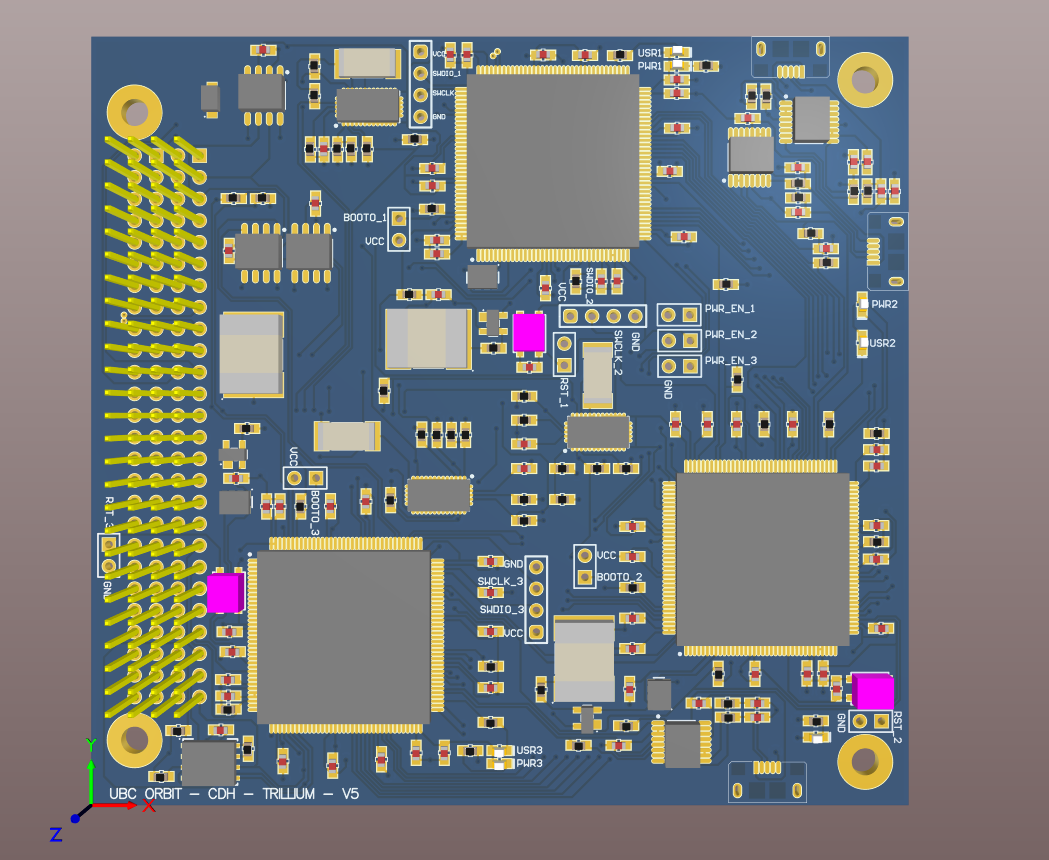 VCC
SWDIO_1
SWCLK
GND
USR1
PWR1
BOOT0_1
VCC
VCC
SWDIO_2
SWCLK_2
GND
PWR_EN_1
PWR_EN_2
PWR_EN_3
GND
PWR2
USR2
RST_1
VCC
BOOT0_3
GND
GND
SWCLK_3
SWDIO_3
VCC
VCC
BOOT0_2
GND
RST_2
USR3
PWR3
UBC ORBIT - CDH - TRILLIUM - V5
Y
X
Z